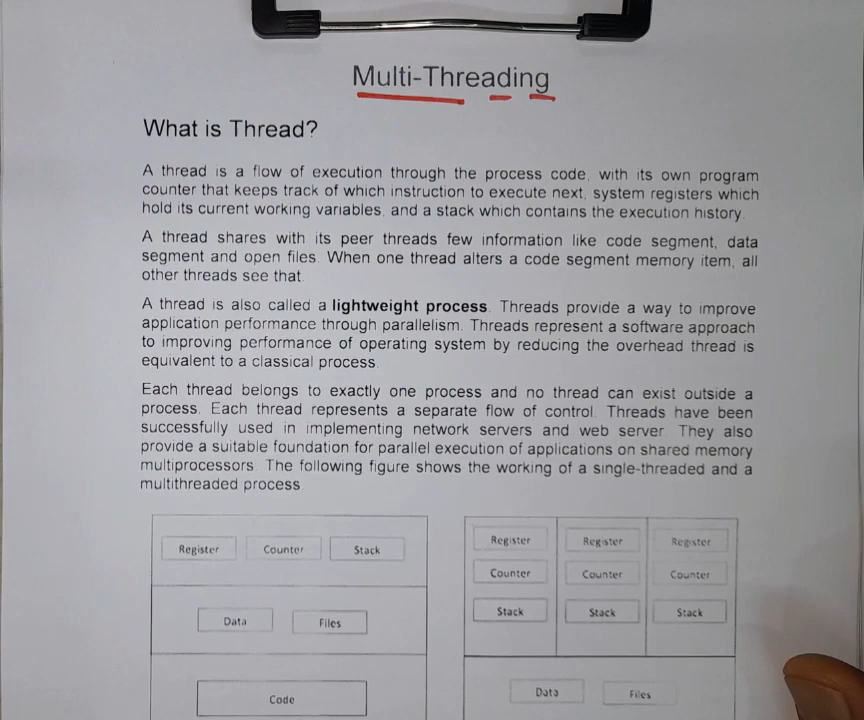 Multi-Threading
What is Thread?
A thread is a flow of execution through the process code, with its own program
counter that keeps track of which instruction to execute next, system registers which
hold its current working variables, and a stack which contains the execution history.
A thread shares with its peer threads few information like code segment, data
segment and open files. When one thread alters a code segment memory item, all
other threads see that.
A thread is also called a lightweight process. Threads provide a way to improve
application performance through parallelism. Threads represent a software approach
to improving performance of operating system by reducing the overhead thread is
equivalent to a classical process.
Each thread belongs to exactly one process and no thread can exist outside a
process. Each thread represents a separate flow of control. Threads have been
successfully used in implementing network servers and web server. They also
provide a suitable foundation for parallel execution of applications on shared memory
multiprocessors. The following figure shows the working of a single-threaded and a
multithreaded process.
Register Counter Stack
Data Files
Code
Register Register Register
Counter Counter Counter
Stack Stack Stack
Data Files